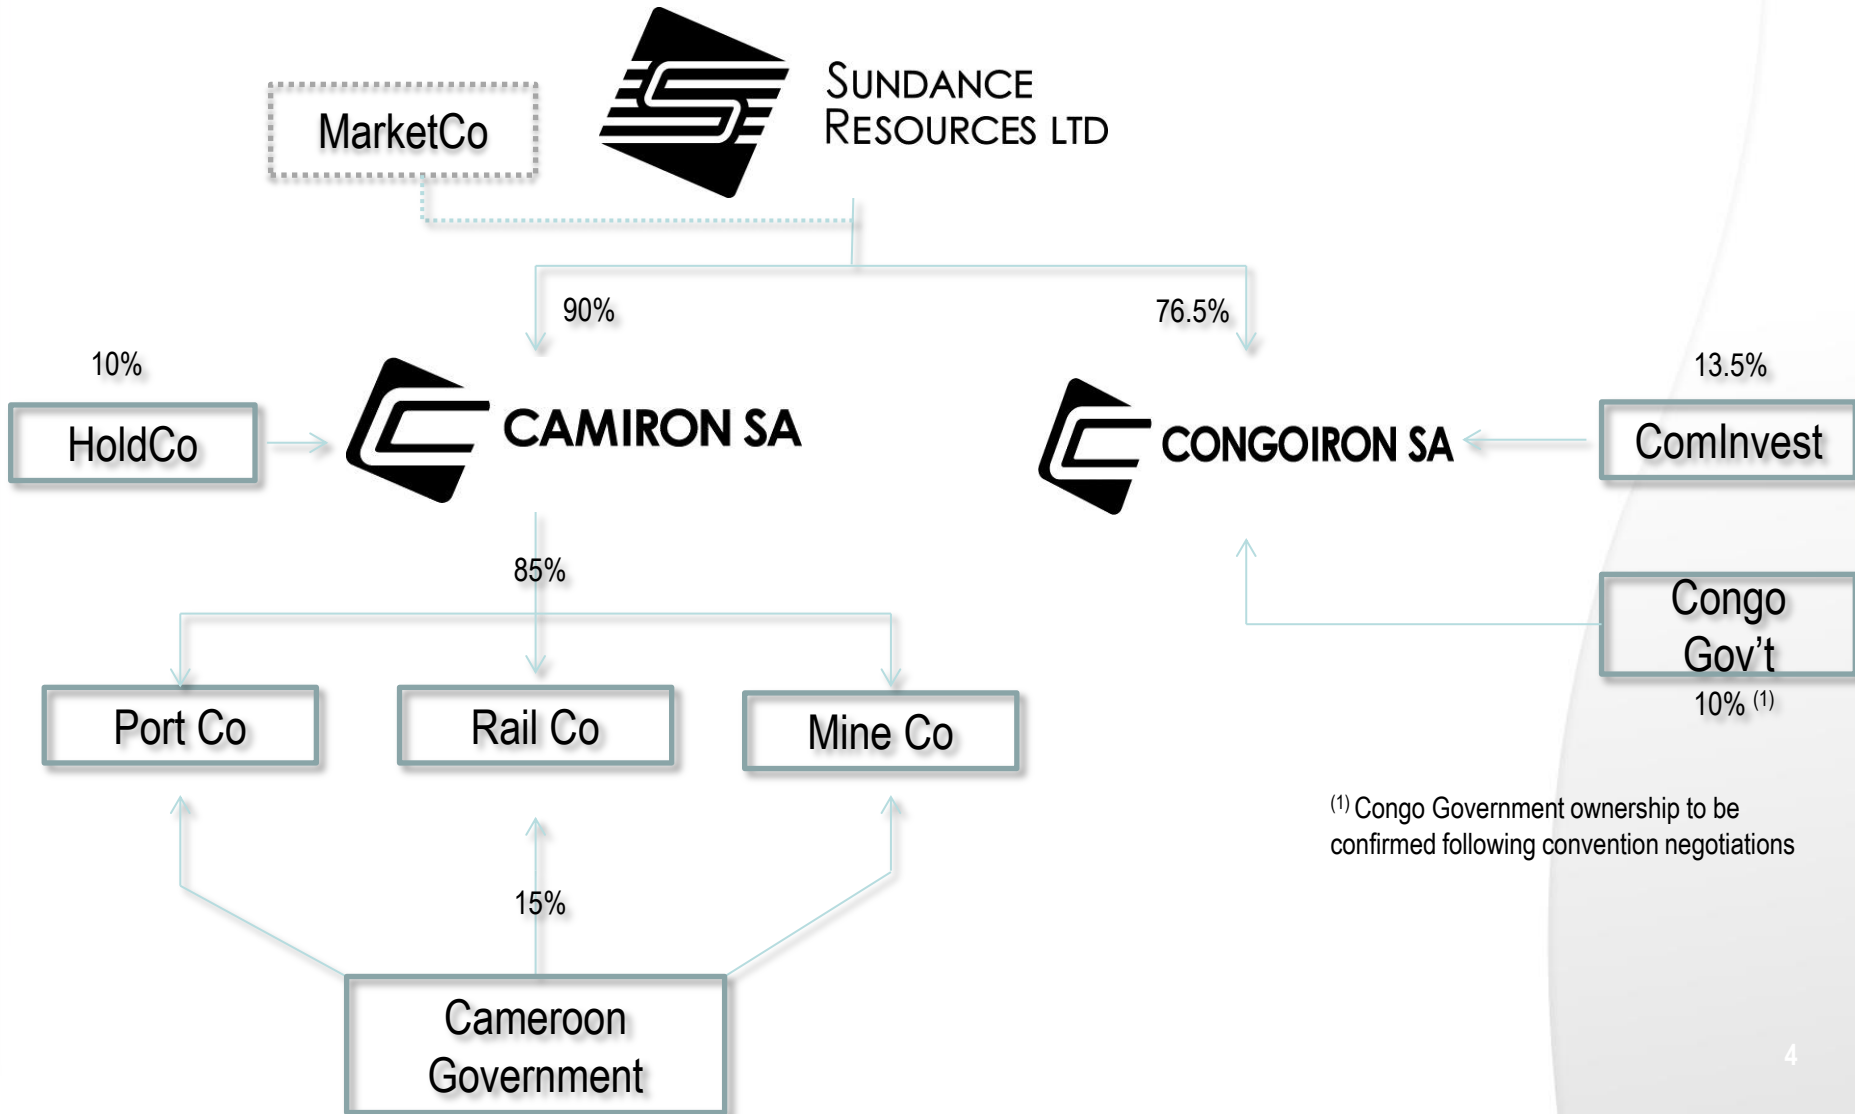 MarketCo
SUNDANCE
RESOURCES LTD
90%
76.5%
10%
13.5%
HoldCo
CAMIRON SA
CONGOIRON SA
ComInvest
85%
Congo
Gov’t
10% (1)
Port Co
Rail Co
Mine Co
(1) Congo Government ownership to be
confirmed following convention negotiations
15%
Cameroon
Government
4